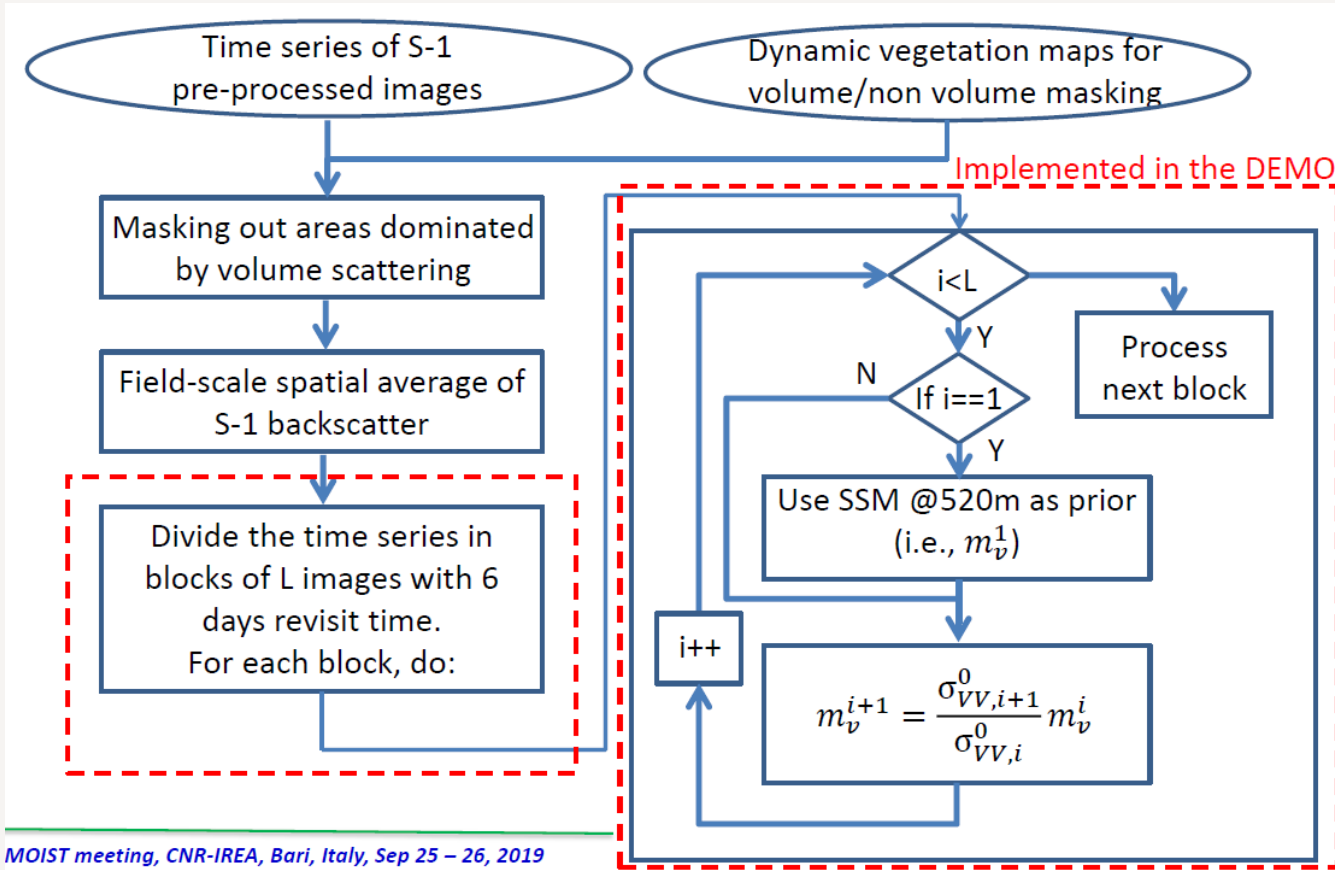 Time series of S-1
pre-processed images
Dynamic vegetation maps for
volume/non volume masking
Implemented in the DEMO
Masking out areas dominated
by volume scattering
Field-scale spatial average of
S-1 backscatter
Divide the time series in
blocks of L images with 6
days revisit time.
For each block, do:
i<L
Y
Process
next block
N
If i==1
Y
Use SSM @520m as prior
(i.e., $m_v^1$)
i++
$m_v^{i+1} = \frac{\sigma^0_{VV,i+1}}{\sigma^0_{VV,i}} m_v^i$
MOIST meeting, CNR-IREA, Bari, Italy, Sep 25 – 26, 2019